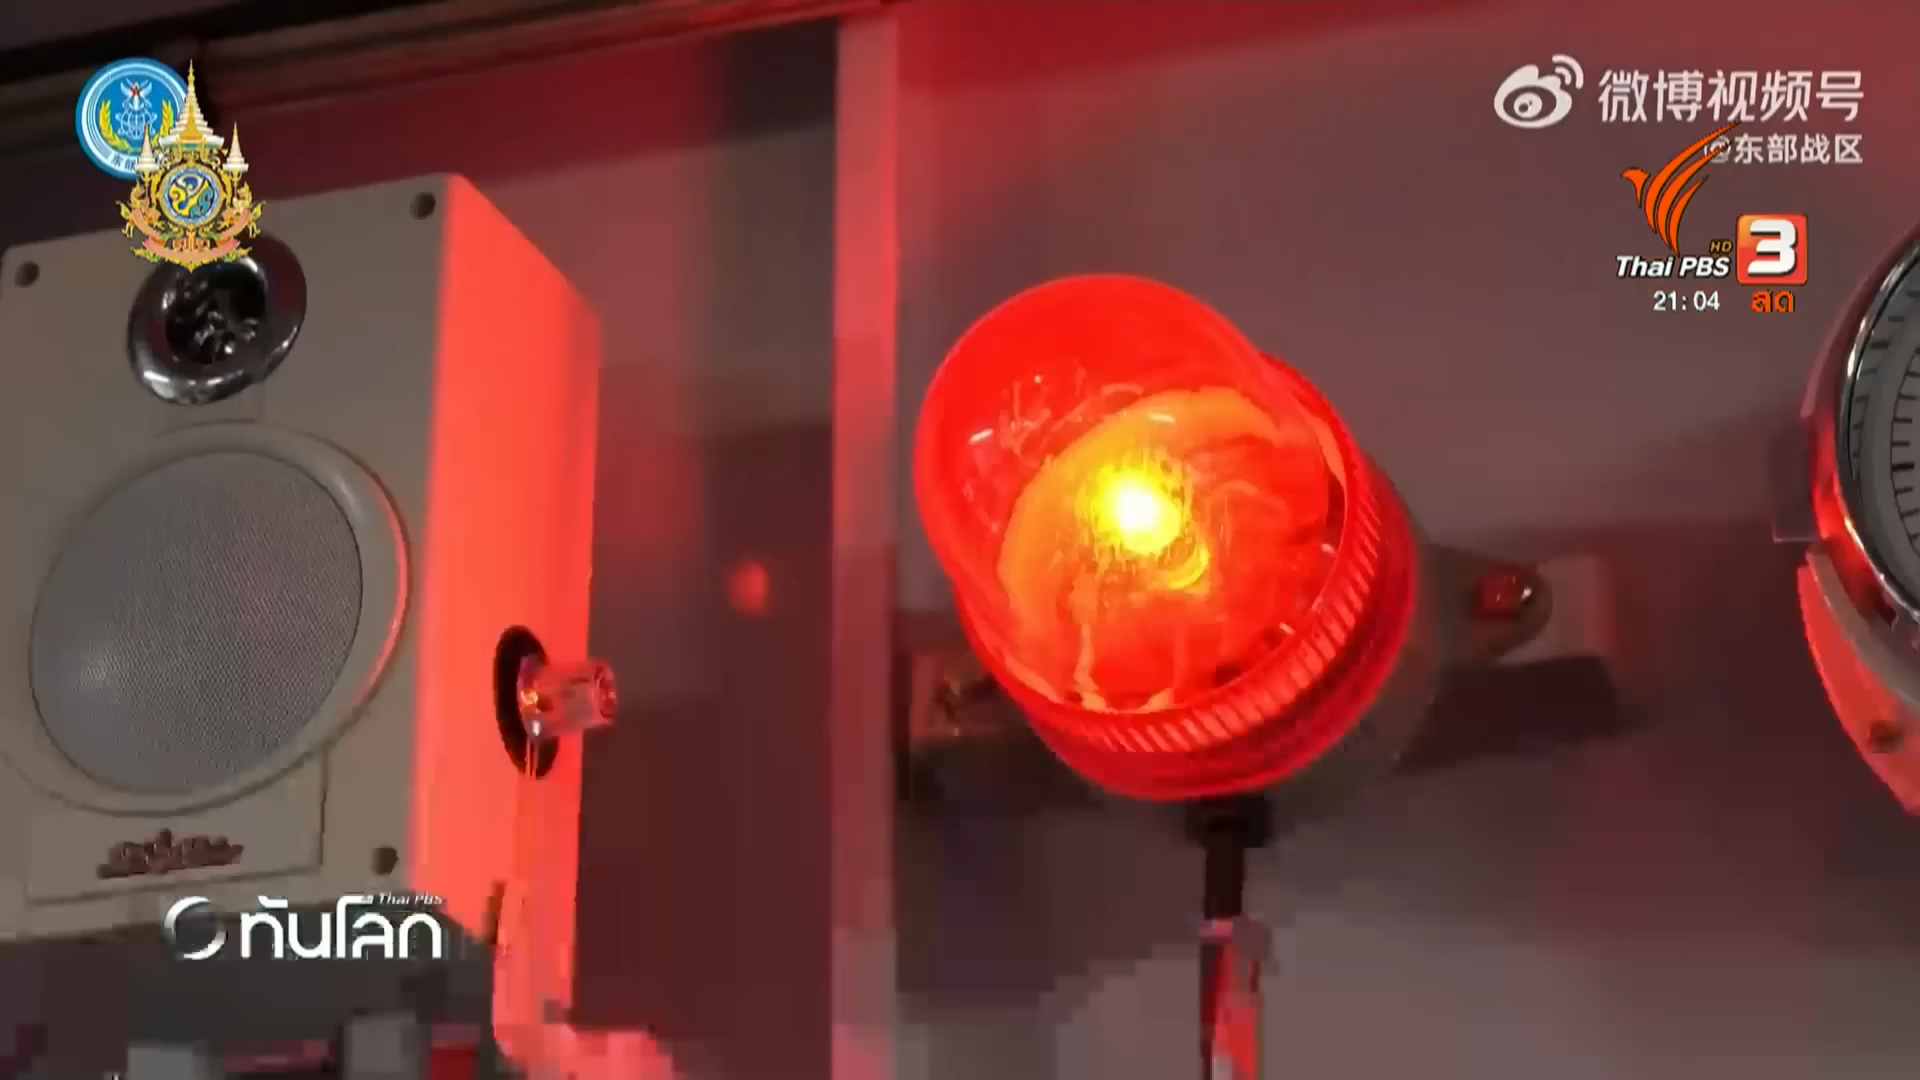 微博视频号
@东部战区
Thai PBS HD 3
21:04 สด
Thai PBS
ทันโลก